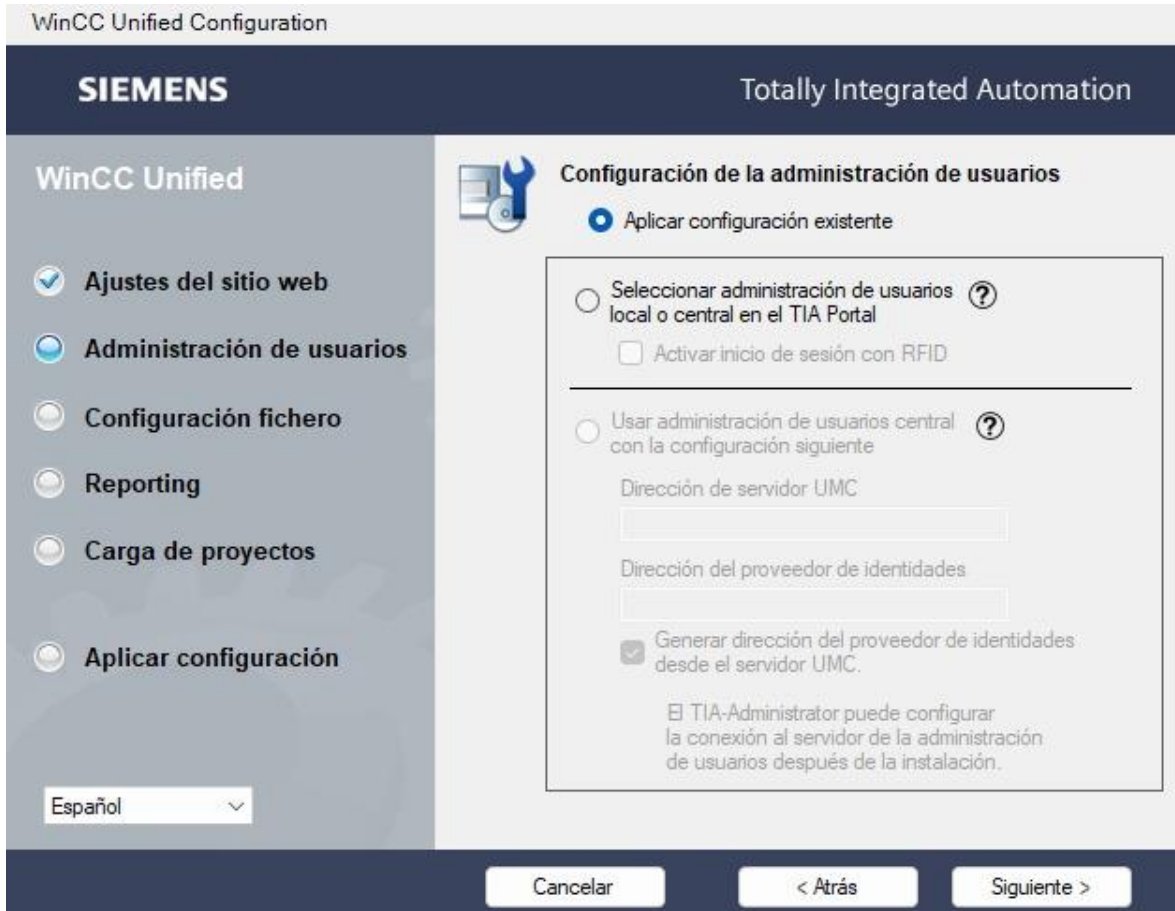 WinCC Unified Configuration
SIEMENS
Totally Integrated Automation
WinCC Unified
Ajustes del sitio web
Administración de usuarios
Configuración fichero
Reporting
Carga de proyectos
Aplicar configuración
Español
Configuración de la administración de usuarios
Aplicar configuración existente
Seleccionar administración de usuarios
local o central en el TIA Portal
Activar inicio de sesión con RFID
Usar administración de usuarios central
con la configuración siguiente
Dirección de servidor UMC
Dirección del proveedor de identidades
Generar dirección del proveedor de identidades
desde el servidor UMC.
El TIA-Administrator puede configurar
la conexión al servidor de la administración
de usuarios después de la instalación.
Cancelar
< Atrás
Siguiente >